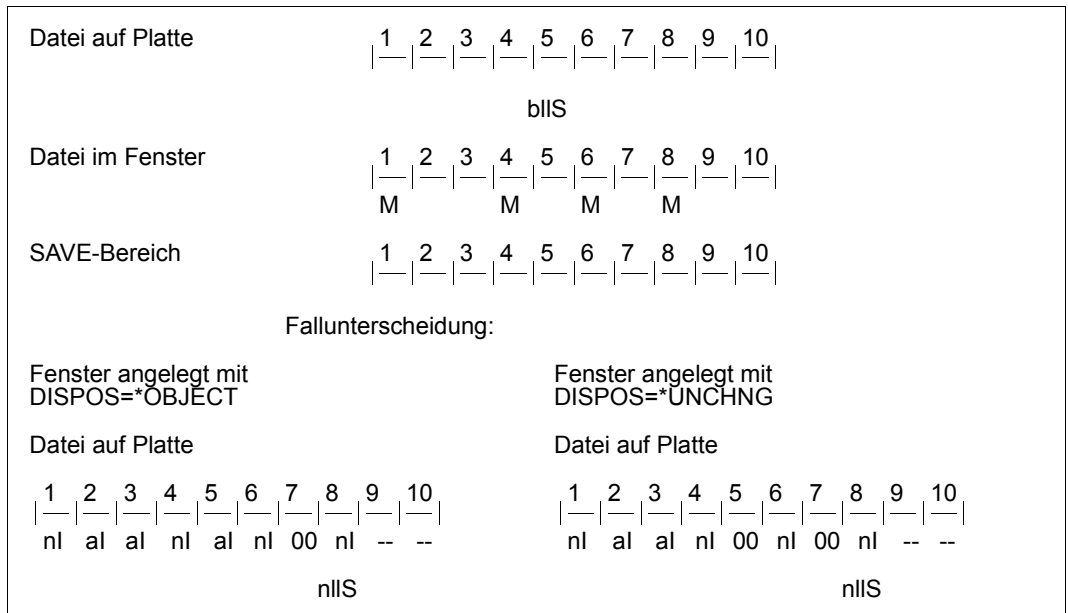 Datei auf Platte 1 2 3 4 5 6 7 8 9 10
bllS
Datei im Fenster 1 2 3 4 5 6 7 8 9 10
M M M M
SAVE-Bereich 1 2 3 4 5 6 7 8 9 10
Fallunterscheidung:
Fenster angelegt mit
DISPOS=*OBJECT
Datei auf Platte
1 2 3 4 5 6 7 8 9 10
nl al al nl al nl 00 nl -- --
nllS
Fenster angelegt mit
DISPOS=*UNCHNG
Datei auf Platte
1 2 3 4 5 6 7 8 9 10
nl al al nl 00 nl 00 nl -- --
nllS